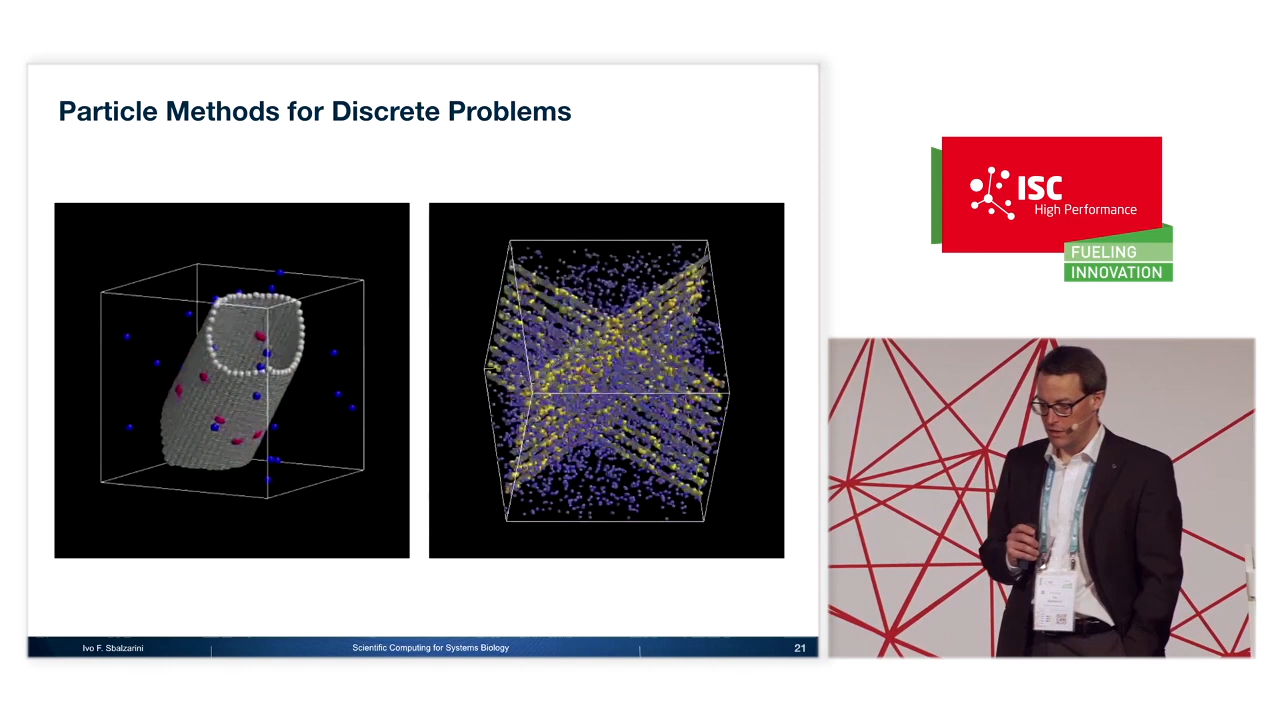 Particle Methods for Discrete Problems
Ivo F. Sbalzarini
Scientific Computing for Systems Biology
21
ISC
High Performance
FUELING
INNOVATION